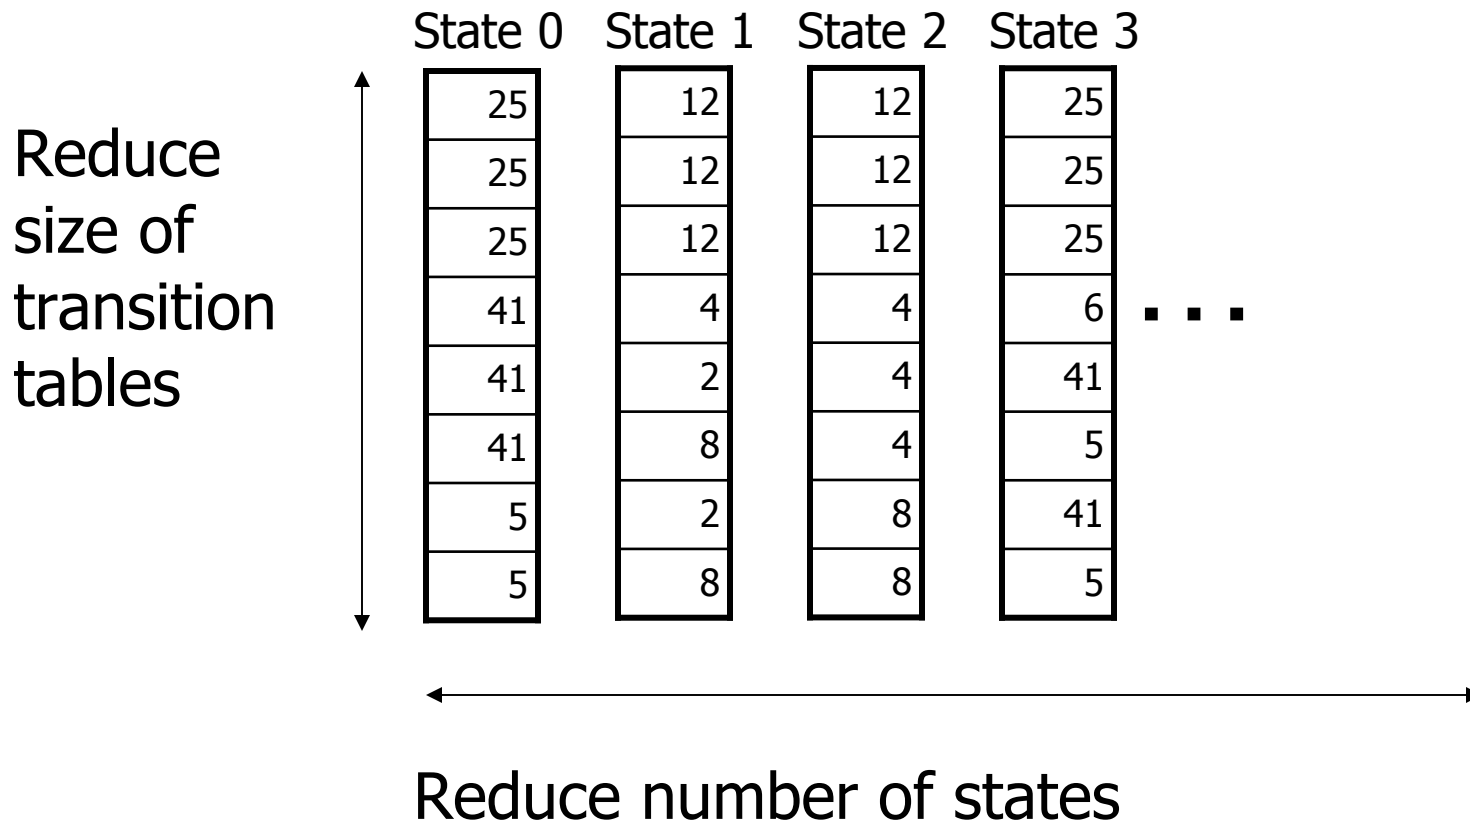 State 0 State 1 State 2 State 3
Reduce
size of
transition
tables
25 12 12 25
25 12 12 25
25 12 12 25
41 4 4 6 ...
41 2 4 41
41 8 4 5
5 2 8 41
5 8 8 5
Reduce number of states